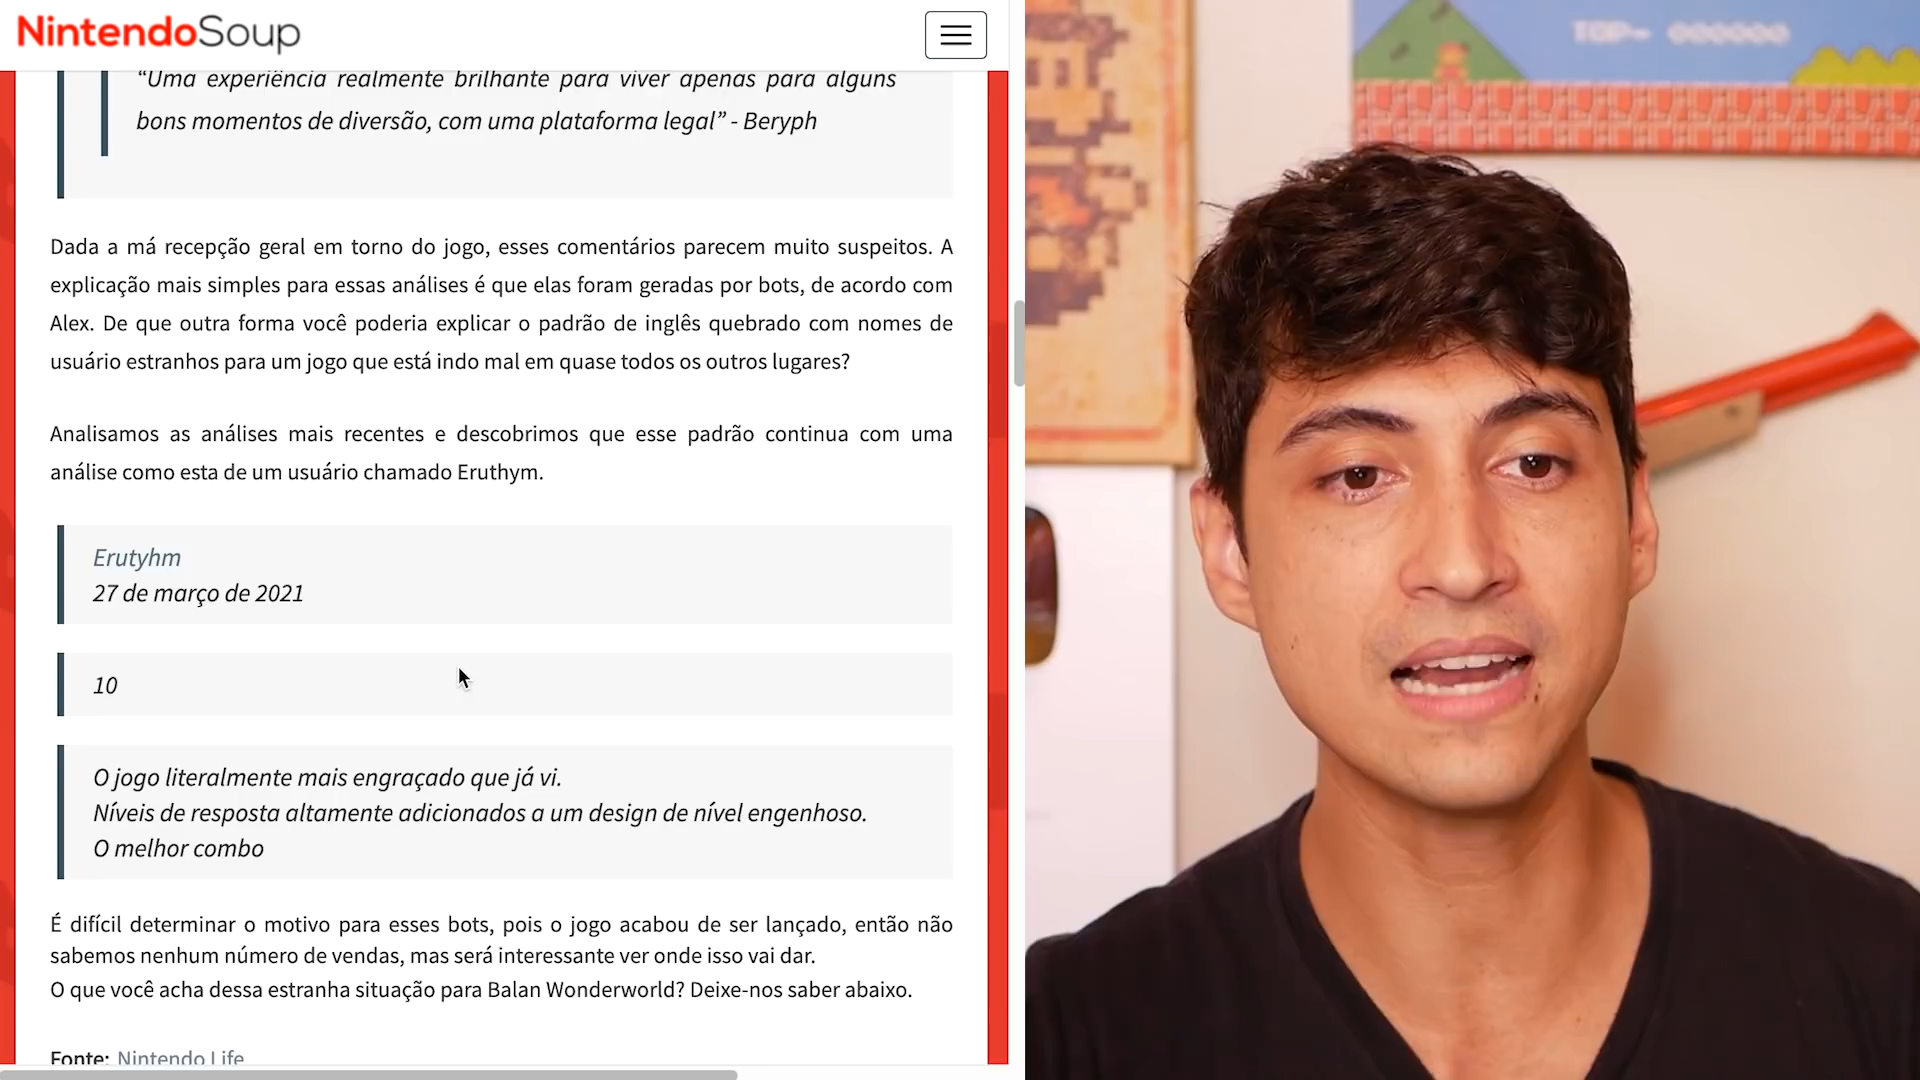 NintendoSoup
“Uma experiência realmente brilhante para viver apenas para alguns
bons momentos de diversão, com uma plataforma legal” - Beryph
Dada a má recepção geral em torno do jogo, esses comentários parecem muito suspeitos. A
explicação mais simples para essas análises é que elas foram geradas por bots, de acordo com
Alex. De que outra forma você poderia explicar o padrão de inglês quebrado com nomes de
usuário estranhos para um jogo que está indo mal em quase todos os outros lugares?
Analisamos as análises mais recentes e descobrimos que esse padrão continua com uma
análise como esta de um usuário chamado Eruthym.
Erutyhm
27 de março de 2021
10
O jogo literalmente mais engraçado que já vi.
Níveis de resposta altamente adicionados a um design de nível engenhoso.
O melhor combo
É difícil determinar o motivo para esses bots, pois o jogo acabou de ser lançado, então não
sabemos nenhum número de vendas, mas será interessante ver onde isso vai dar.
O que você acha dessa estranha situação para Balan Wonderworld? Deixe-nos saber abaixo.
Fonte: Nintendo Life
TOP- 000000